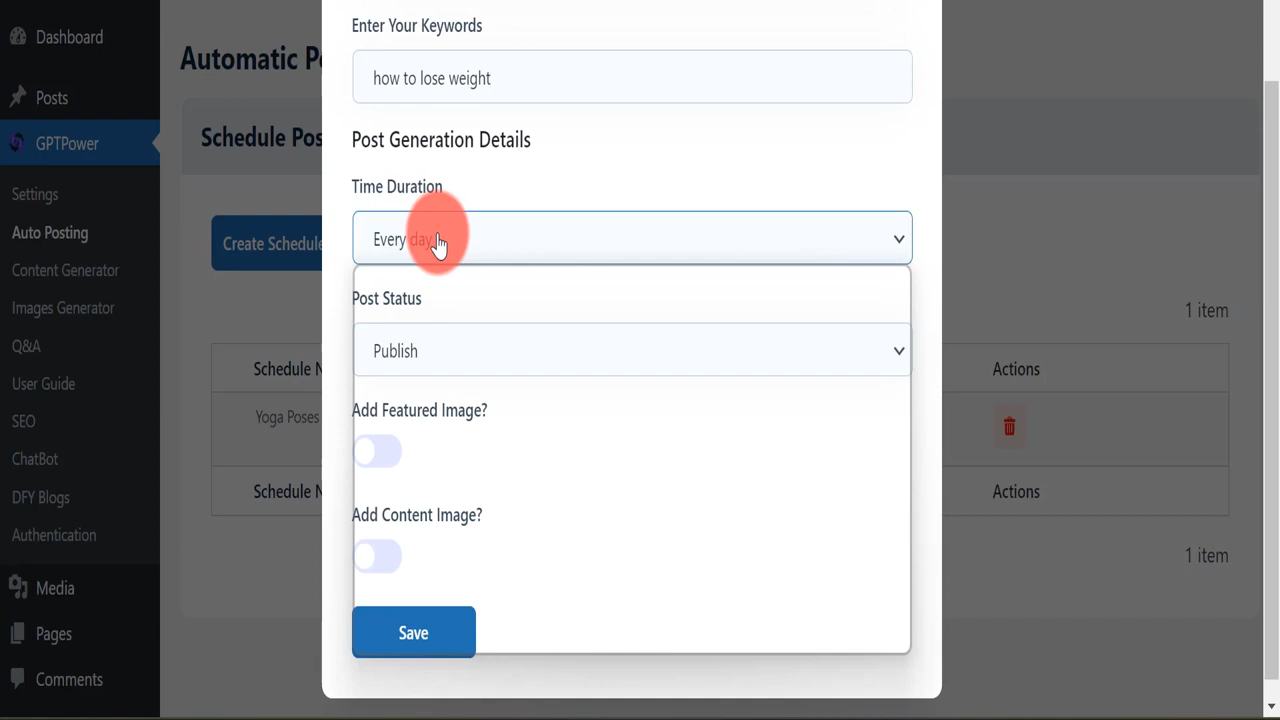 Dashboard
Posts
GPTPower
Settings
Auto Posting
Content Generator
Images Generator
Q&A
User Guide
SEO
ChatBot
DFY Blogs
Authentication
Media
Pages
Comments
Automatic P
Schedule Pos
Create Schedule
1 item
Schedule N
Actions
Yoga Poses
Schedule N
Actions
1 item
Enter Your Keywords
how to lose weight
Post Generation Details
Time Duration
Every day
Post Status
Publish
Add Featured Image?
Add Content Image?
Save